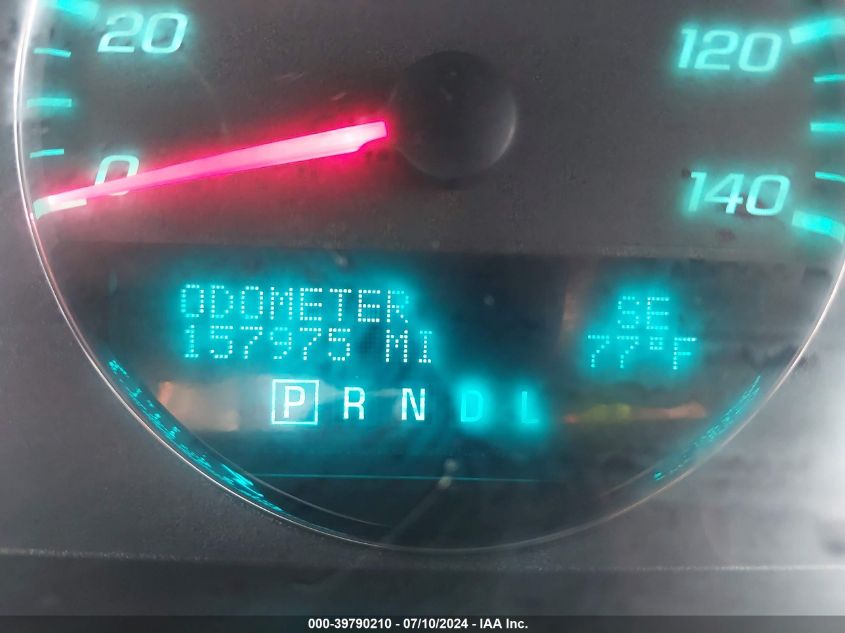 20
120
0
140
ODOMETER
157975 MI
SE
77°F
P R N D L
000-39790210 - 07/10/2024 - IAA Inc.